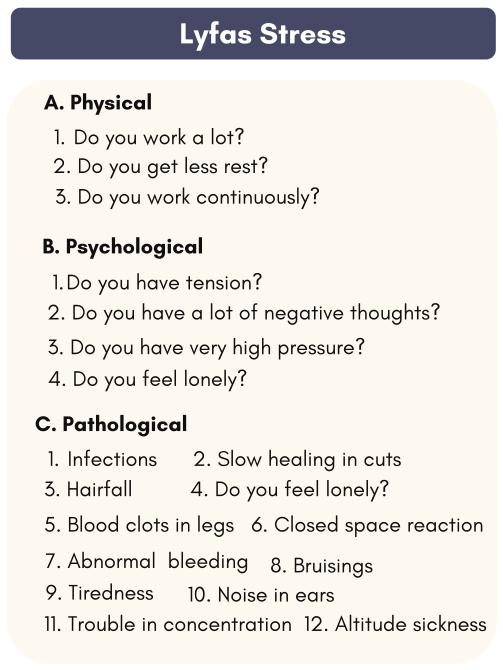 Lyfas Stress
A. Physical
1. Do you work a lot?
2. Do you get less rest?
3. Do you work continuously?
B. Psychological
1. Do you have tension?
2. Do you have a lot of negative thoughts?
3. Do you have very high pressure?
4. Do you feel lonely?
C. Pathological
1. Infections 2. Slow healing in cuts
3. Hairfall 4. Do you feel lonely?
5. Blood clots in legs 6. Closed space reaction
7. Abnormal bleeding 8. Bruisings
9. Tiredness 10. Noise in ears
11. Trouble in concentration 12. Altitude sickness